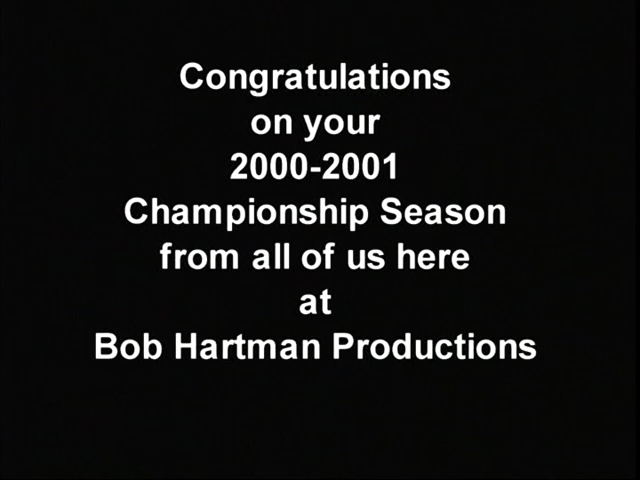 Congratulations
on your
2000-2001
Championship Season
from all of us here
at
Bob Hartman Productions